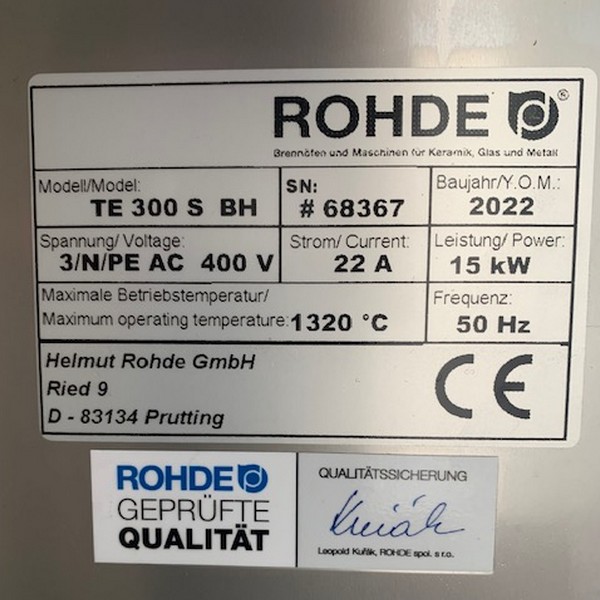 ROHDE ®
Brennöfen und Maschinen für Keramik, Glas und Metall
Modell/Model:
TE 300 S BH
SN:
# 68367
Baujahr/Y.O.M.:
2022
Spannung/ Voltage:
3/N/PE AC 400 V
Strom/ Current:
22 A
Leistung/ Power:
15 kW
Maximale Betriebstemperatur/
Maximum operating temperature: 1320 °C
Frequenz:
50 Hz
Helmut Rohde GmbH
Ried 9
D - 83134 Prutting
CE
ROHDE
GEPRÜFTE
QUALITÄT
QUALITÄTSSICHERUNG
Leopold Kuřák, ROHDE spol. s r.o.